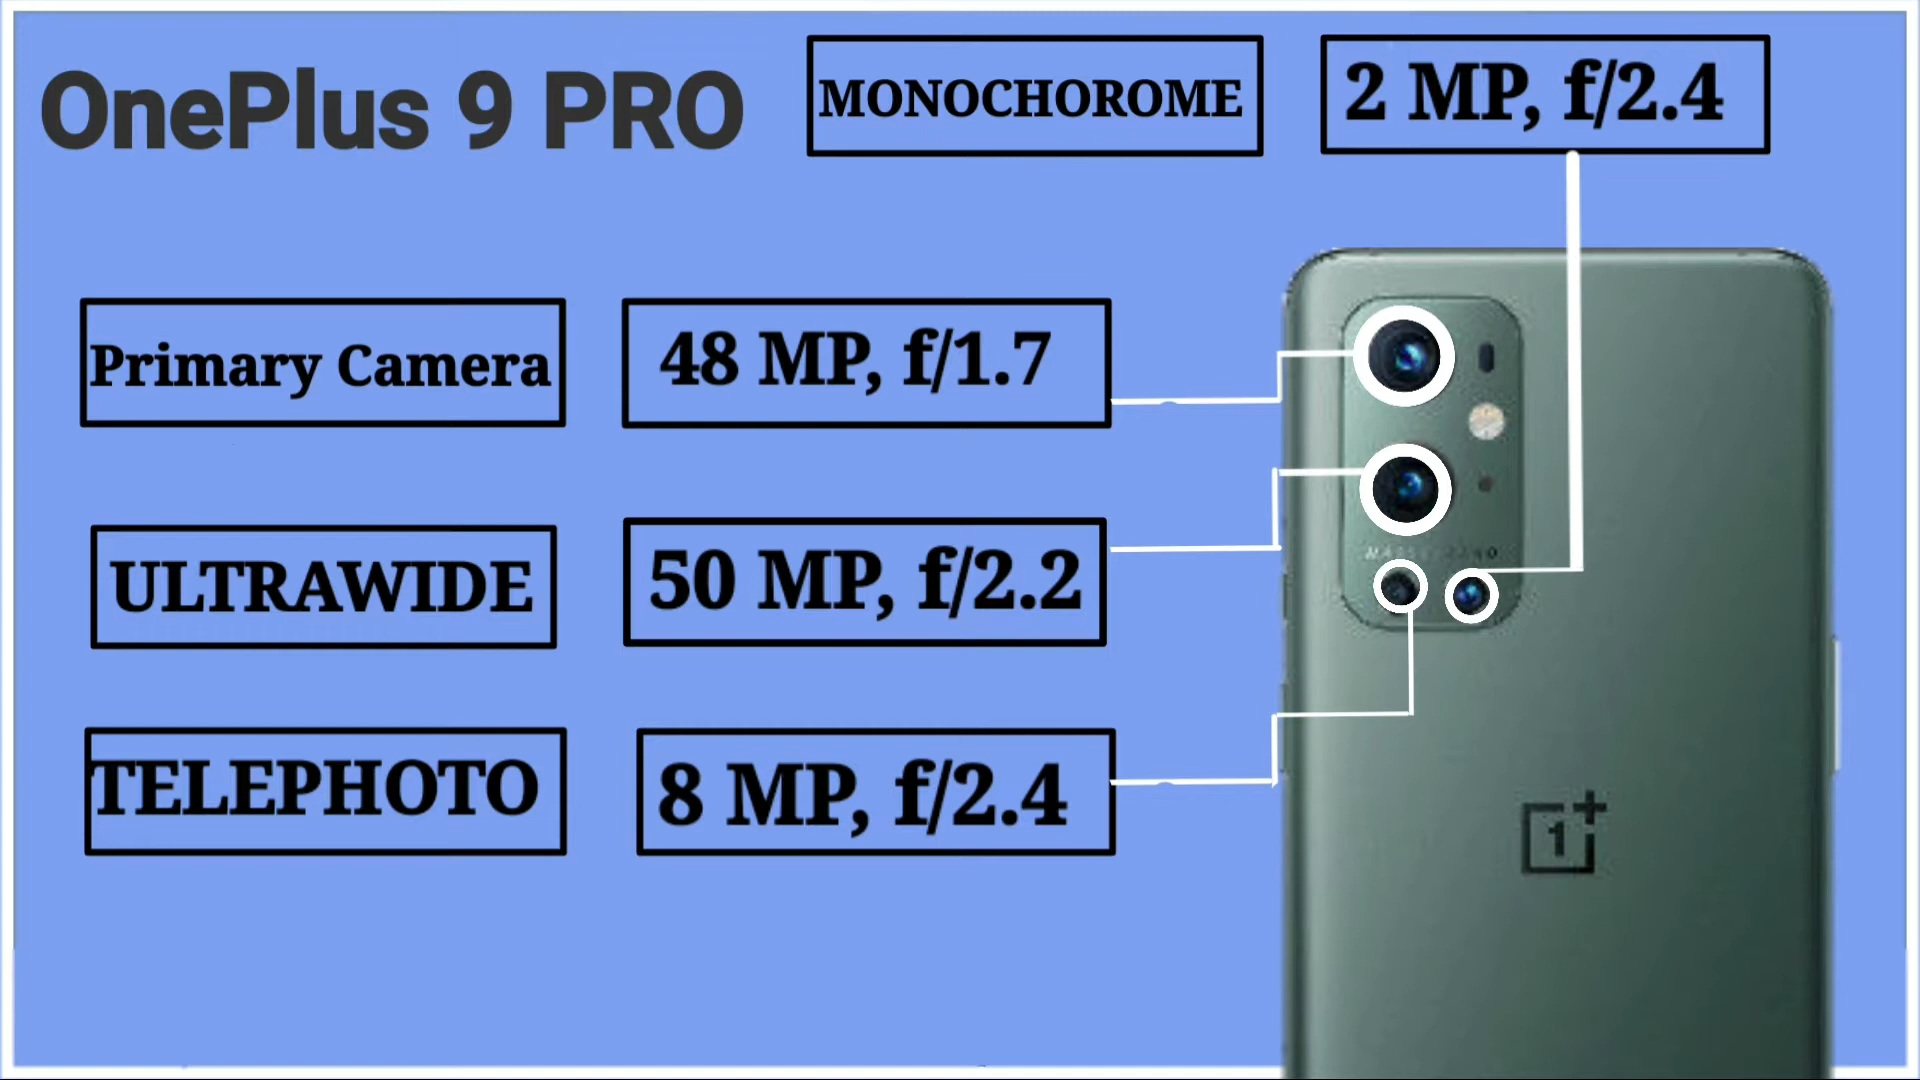 OnePlus 9 PRO
MONOCHOROME
2 MP, f/2.4
Primary Camera
48 MP, f/1.7
ULTRAWIDE
50 MP, f/2.2
TELEPHOTO
8 MP, f/2.4
1+